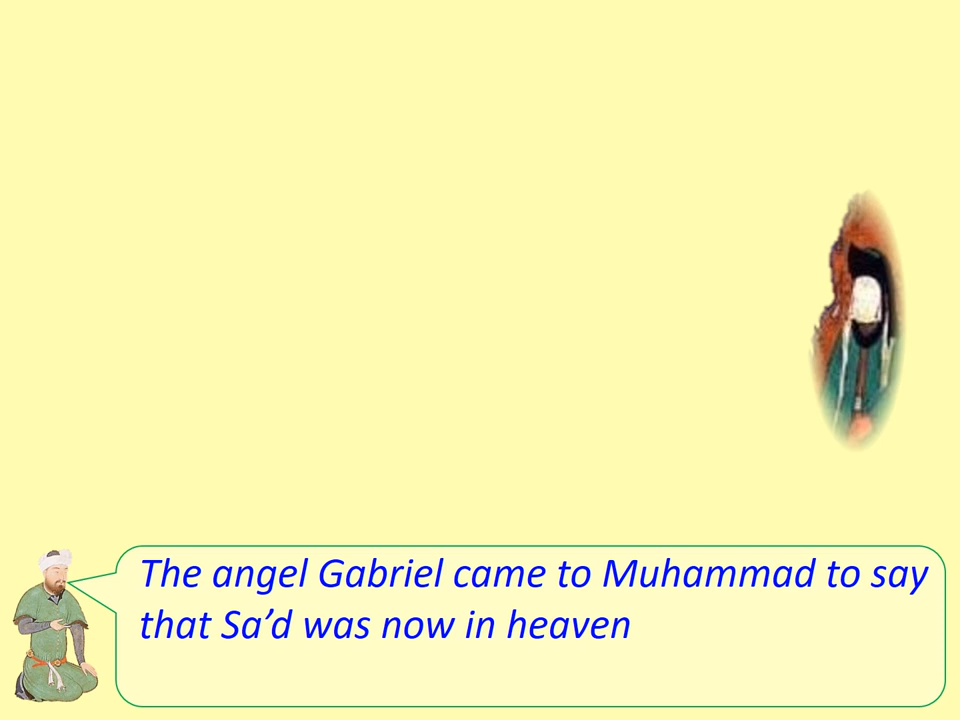 The angel Gabriel came to Muhammad to say
that Sa’d was now in heaven